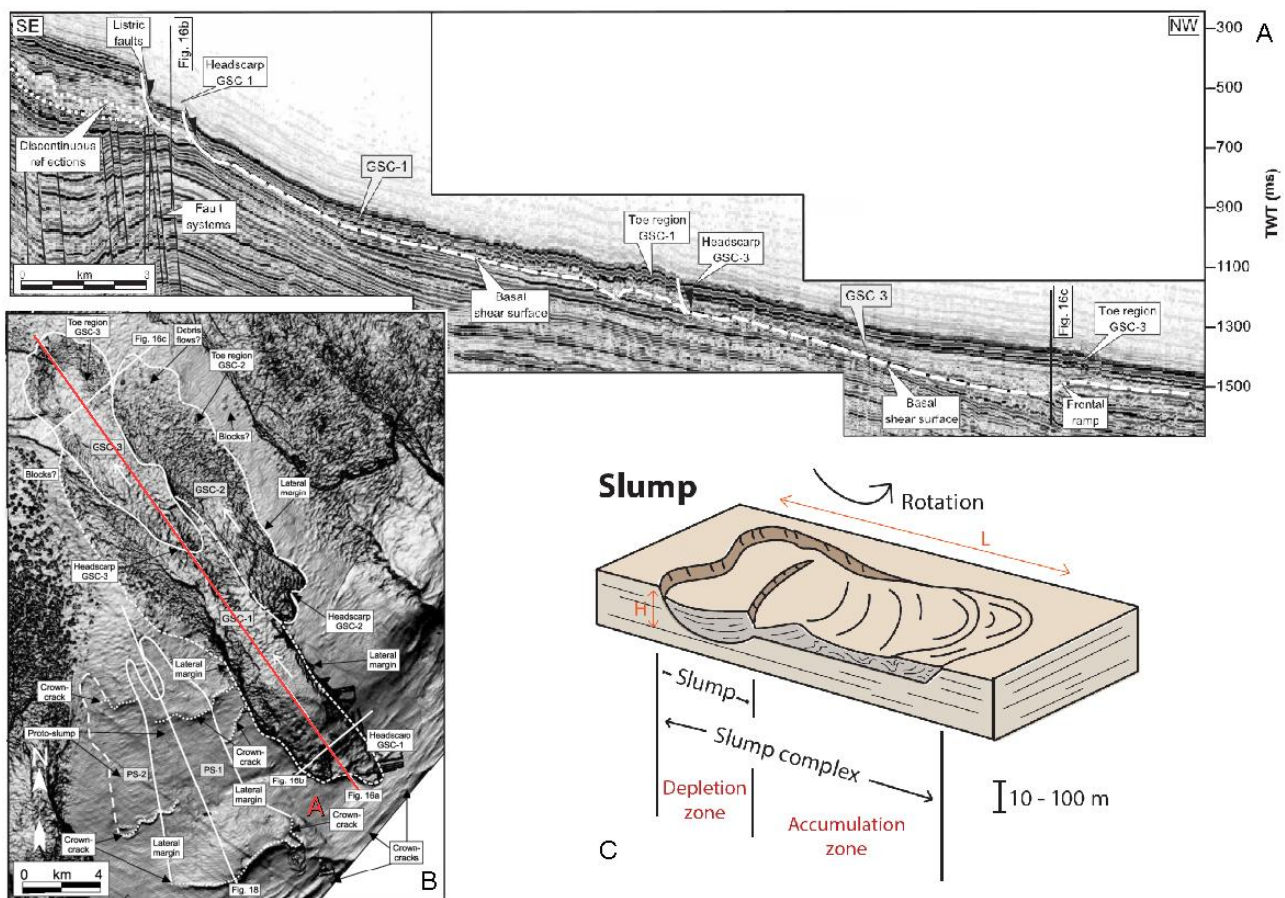 SE
Listric
faults
Fig. 16b
Headscarp
GSC-1
NW
A
300
500
700
900
1100
1300
1500
TWT (ms)
Discontinuous
ref ections
Fau t
systems
GSC-1
Toe region
GSC-1
Headscarp
GSC-3
Basal
shear surface
GSC 3
Fig. 16c
Toe region
GSC-3
Basal
shear surface
Frontal
ramp
0 km 3
Toe region
GSC-3
Fig. 16c
Debris
flows?
Toe region
GSC-2
Blocks?
GSC-3
Blocks?
GSC-2
Lateral
margin
Headscarp
GSC-3
GSC-1
Headscarp
GSC-2
Lateral
margin
Lateral
margin
Crown-
crack
Proto-slump
Crown-
crack
Headscarp
GSC-1
PS-2
PS-1
Fig. 16b
Fig. 16a
Lateral
margin
A
Crown-
crack
Crown-
crack
Lateral
margin
Crown-
cracks
N
0 km 4
Fig. 18
B
Slump
Rotation
L
H
Slump
Slump complex
Depletion
zone
Accumulation
zone
10 - 100 m
C